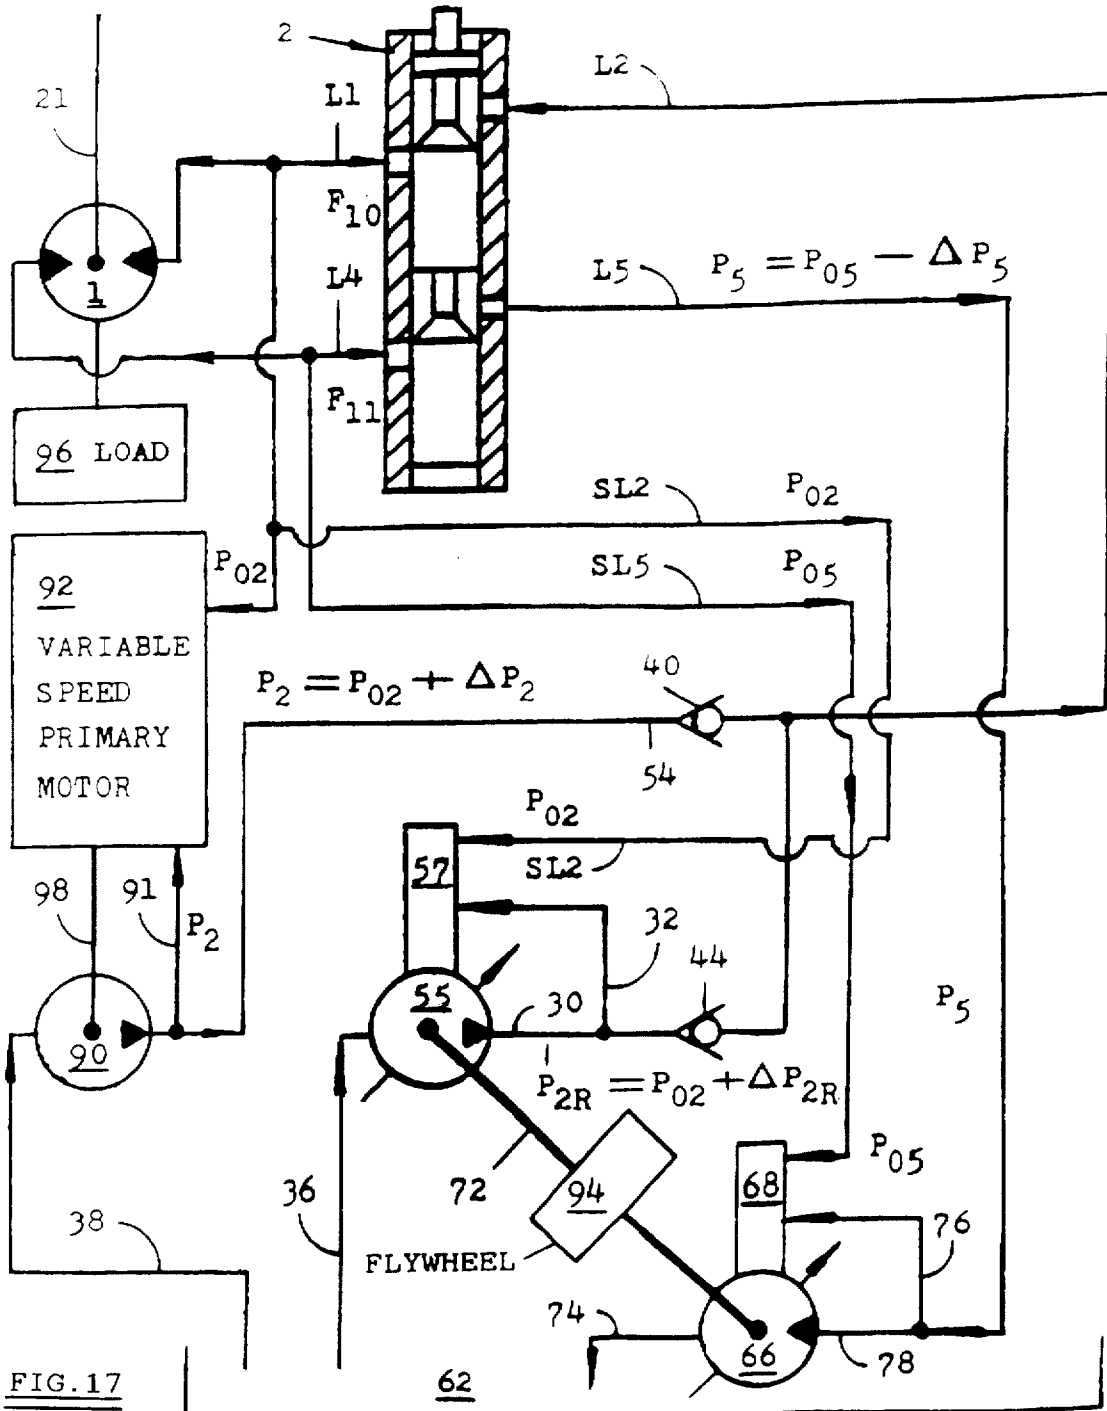 2
L1
L2
21
F10
1
L4
L5
P5 = P05 − ΔP5
F11
96 LOAD
SL2
P02
92
VARIABLE
SPEED
PRIMARY
MOTOR
P02
SL5
P05
P2 = P02 + ΔP2
40
54
P02
SL2
57
98
91
P2
32
44
55
30
P5
90
P2R = P02 + ΔP2R
72
94
68
P05
36
38
FLYWHEEL
76
74
66
78
FIG.17
62